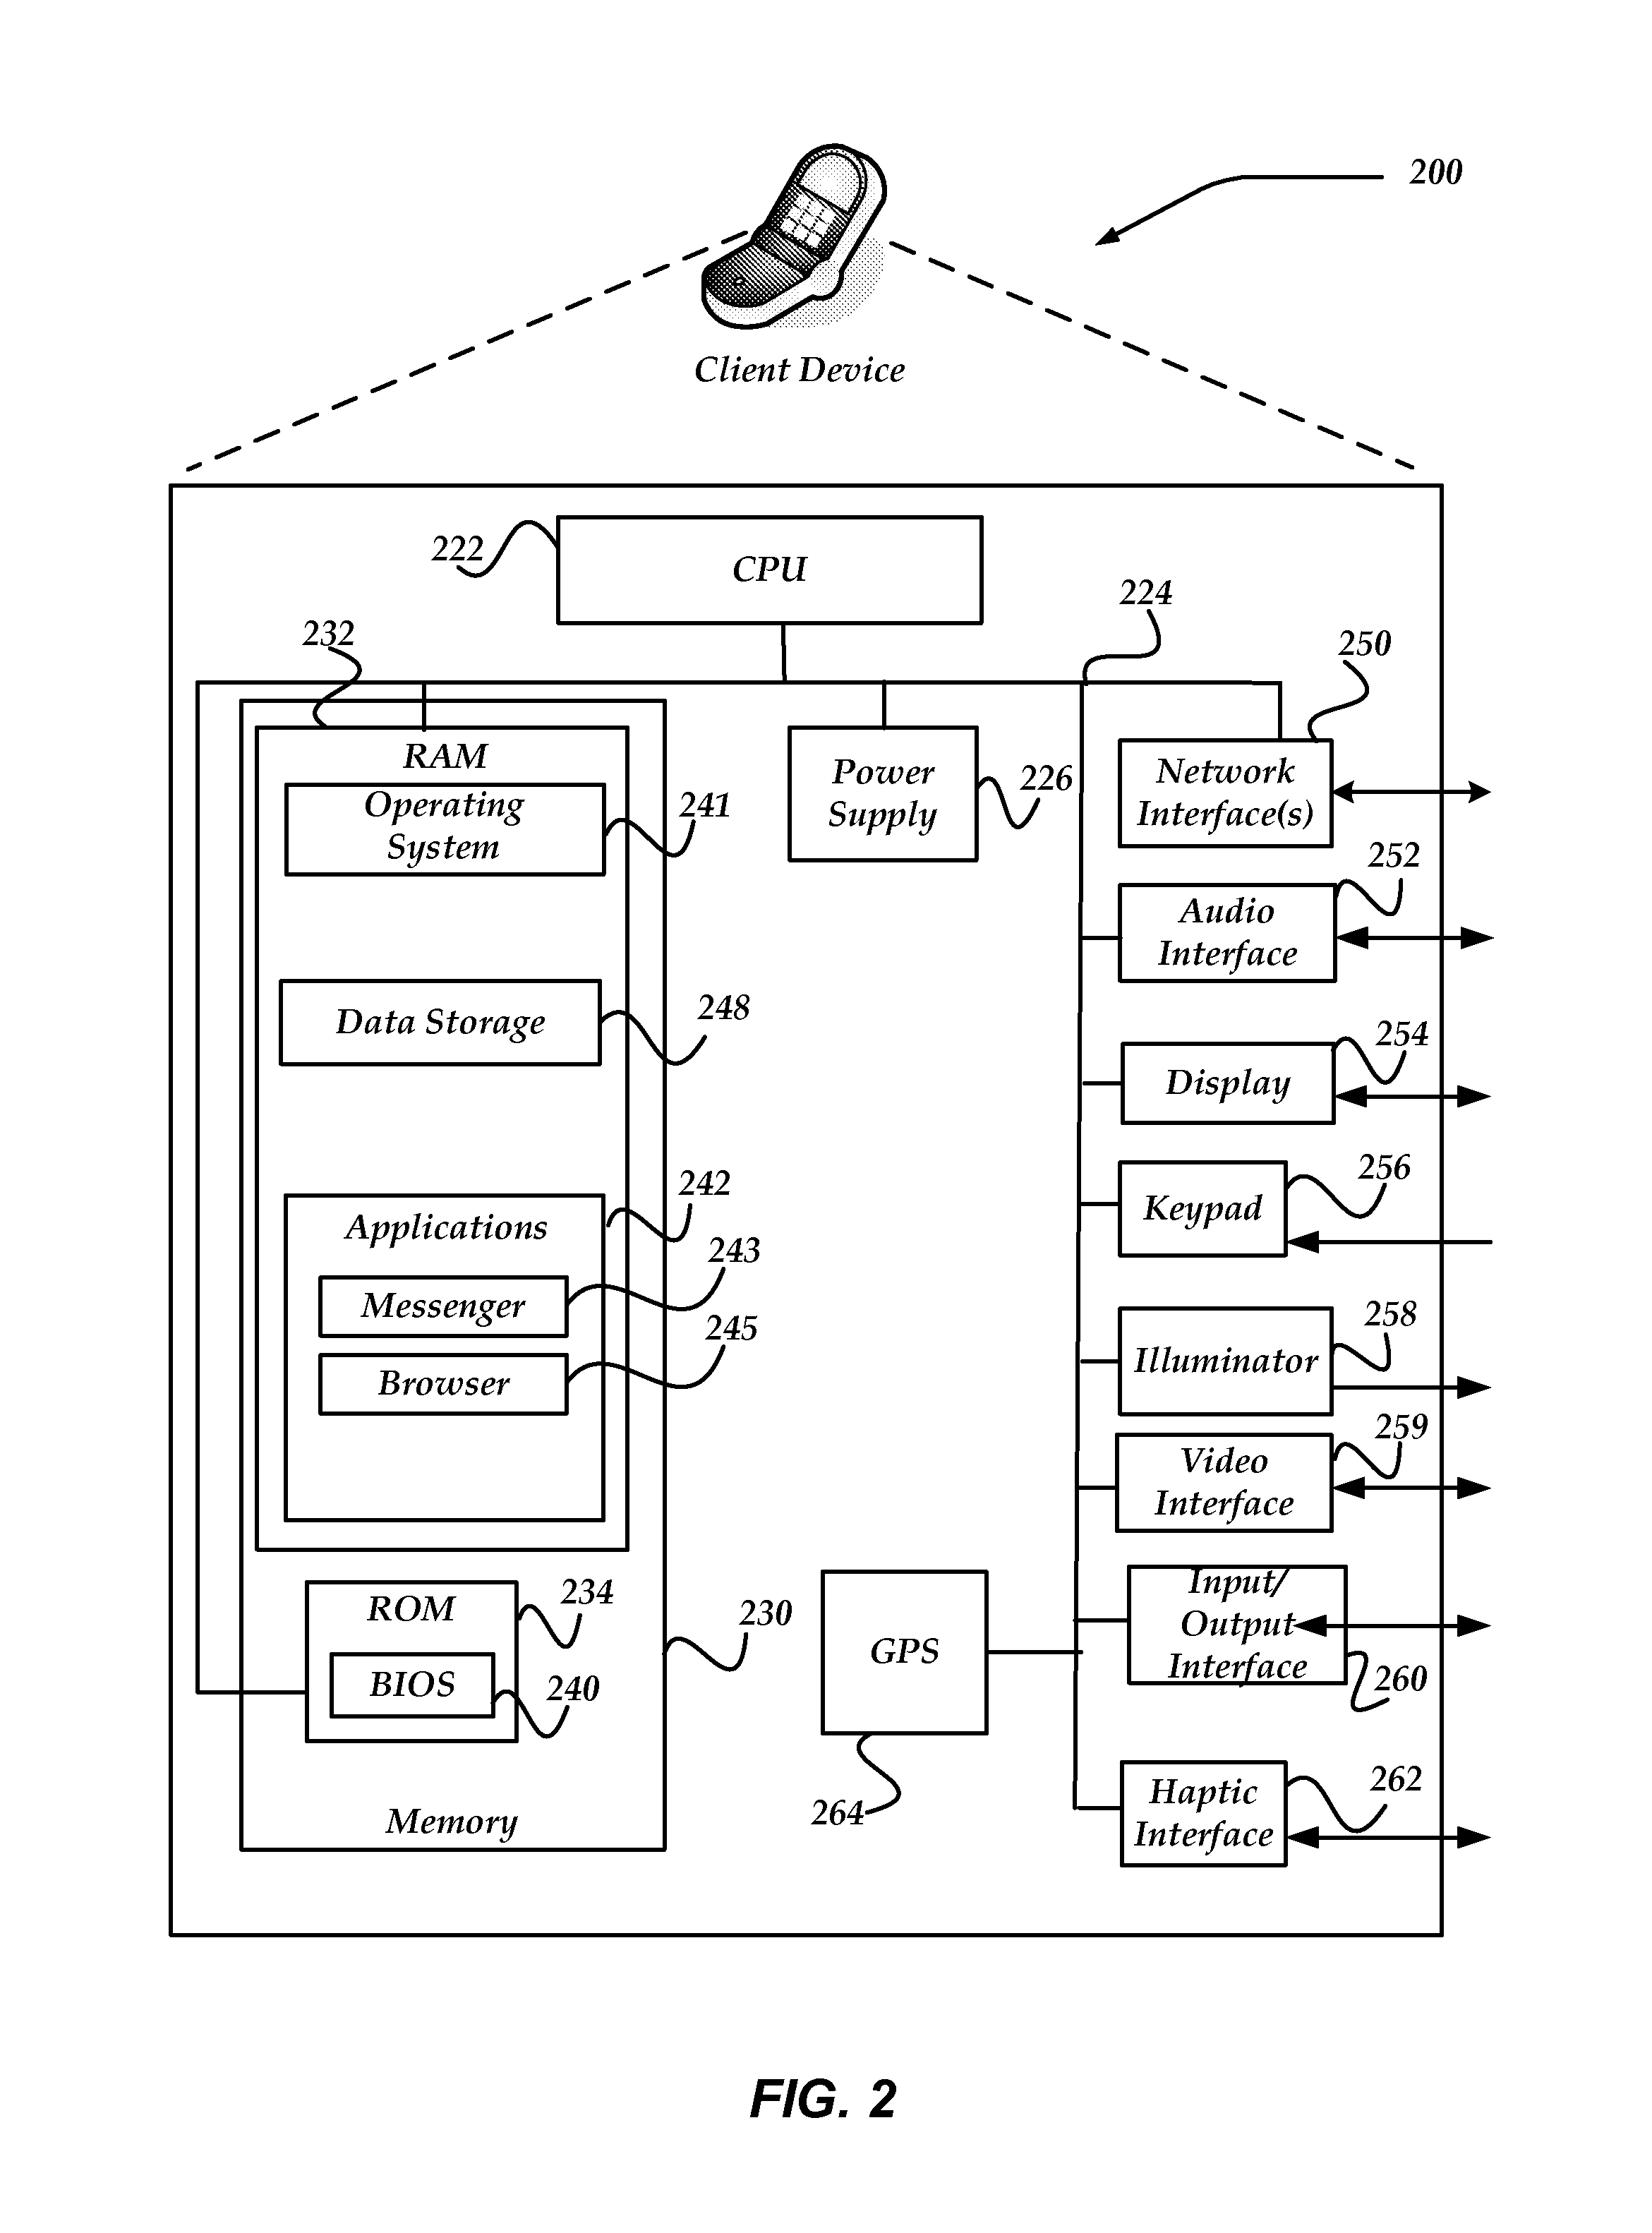 200
Client Device
222
CPU
224
232
250
RAM
Operating
System
241
Power
Supply
226
Network
Interface(s)
252
Audio
Interface
Data Storage
248
254
Display
242
Applications
243
Messenger
245
Browser
256
Keypad
258
Illuminator
259
Video
Interface
ROM
234
BIOS
240
230
GPS
264
Input/
Output
Interface
260
262
Haptic
Interface
Memory
FIG. 2